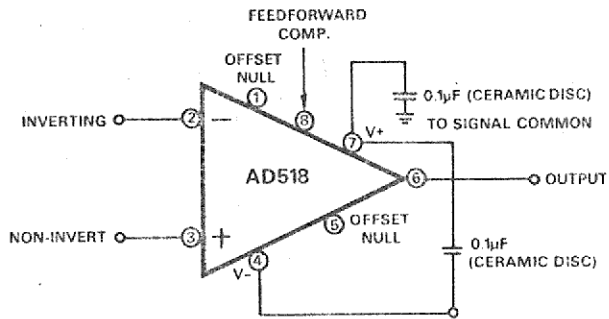 FEEDFORWARD
COMP.
OFFSET
NULL
1
8
0.1µF (CERAMIC DISC)
TO SIGNAL COMMON
INVERTING
2
−
7
V+
AD518
6
OUTPUT
NON-INVERT
3
+
5
OFFSET
NULL
V−
4
0.1µF
(CERAMIC DISC)